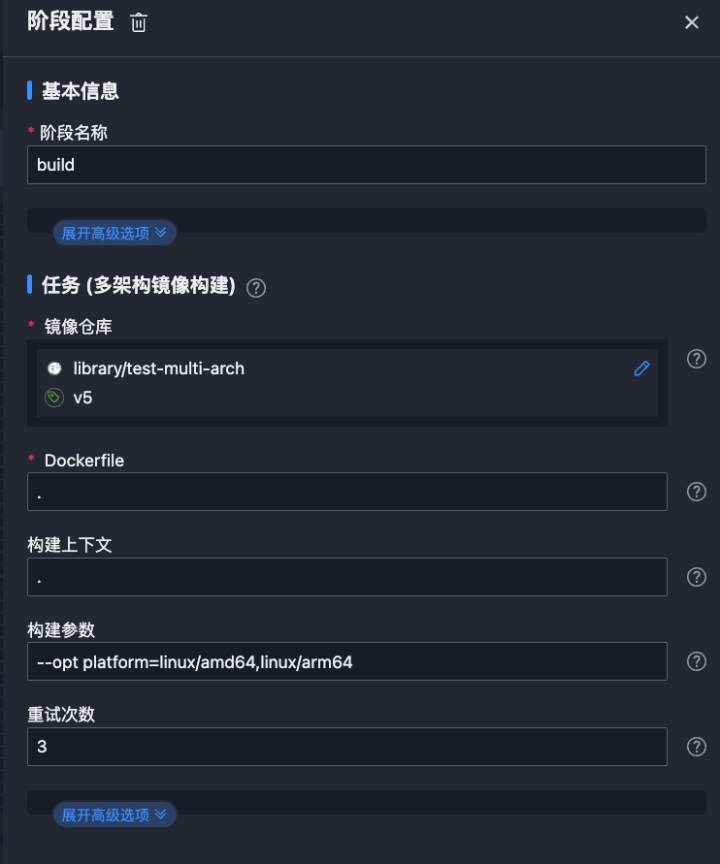 阶段配置
基本信息
* 阶段名称
build
展开高级选项
任务 (多架构镜像构建) ?
* 镜像仓库
library/test-multi-arch
?
v5
* Dockerfile
.
?
构建上下文
.
?
构建参数
--opt platform=linux/amd64,linux/arm64
?
重试次数
3
?
展开高级选项